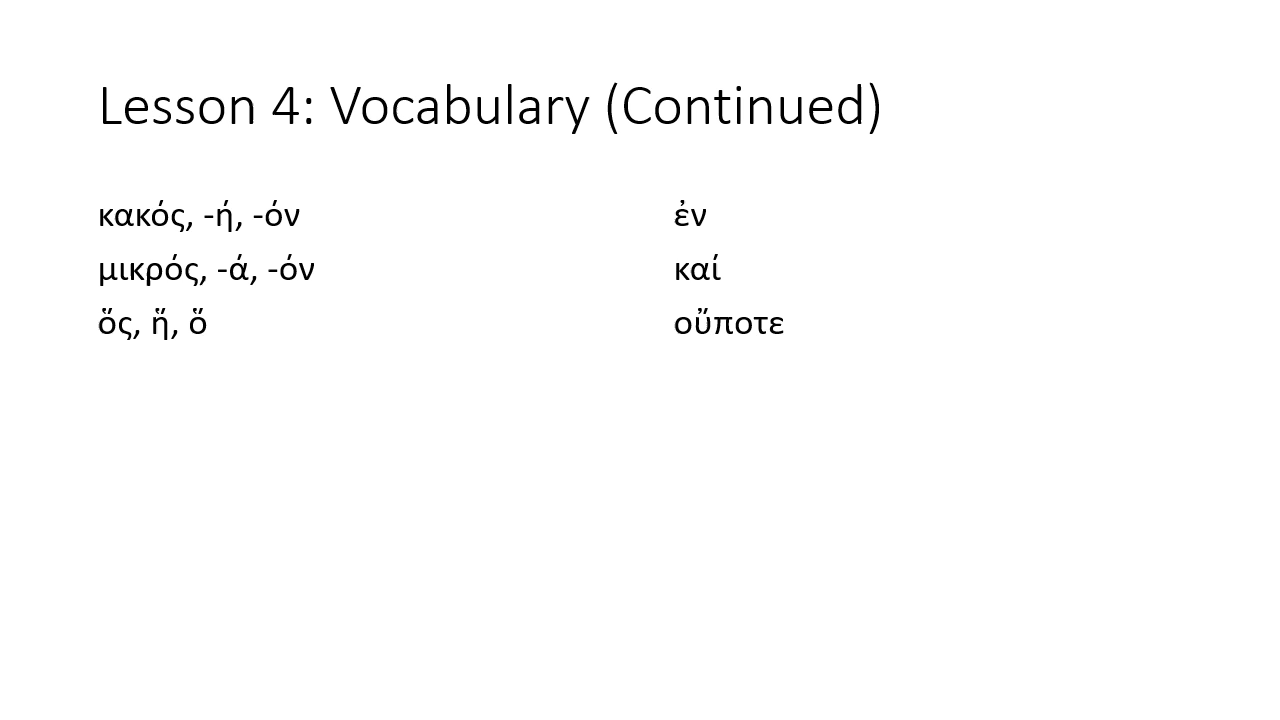 Lesson 4: Vocabulary (Continued)
κακός, -ή, -όν
μικρός, -ά, -όν
ὅς, ἥ, ὅ
ἐν
καί
οὔποτε